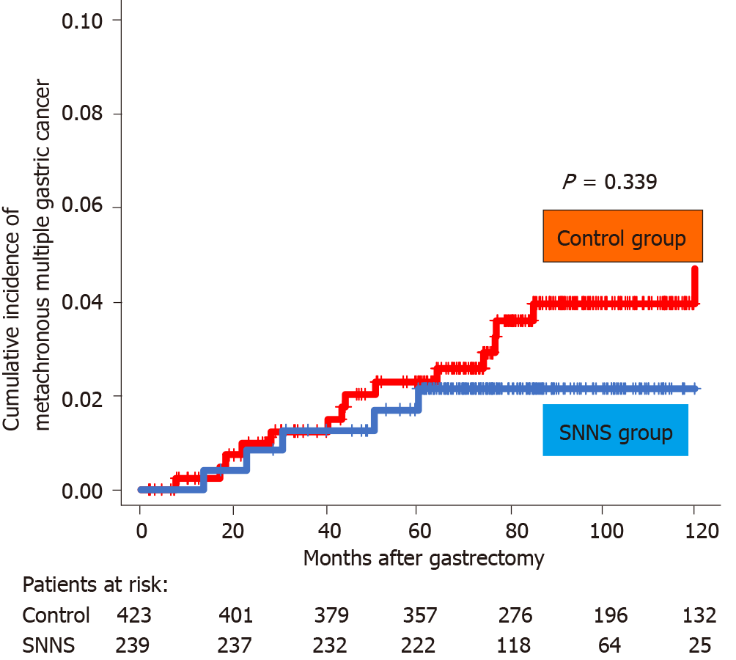 0.10
0.08
0.06
0.04
0.02
0.00
Cumulative incidence of
metachronous multiple gastric cancer
P = 0.339
Control group
SNNS group
0 20 40 60 80 100 120
Months after gastrectomy
Patients at risk:
Control 423 401 379 357 276 196 132
SNNS 239 237 232 222 118 64 25